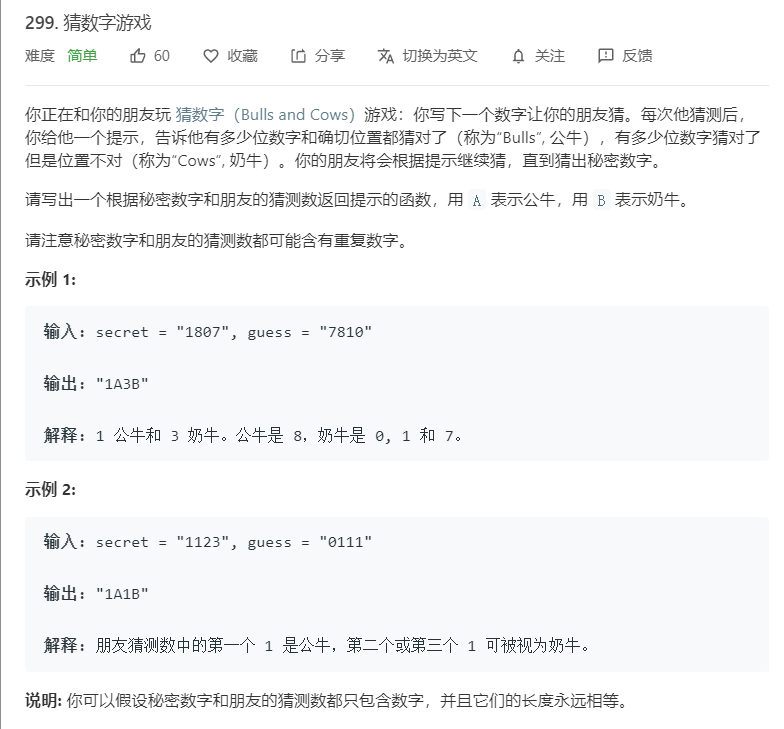 299. 猜数字游戏
难度 简单 60 收藏 分享 切换为英文 关注 反馈
你正在和你的朋友玩 猜数字（Bulls and Cows）游戏：你写下一个数字让你的朋友猜。每次他猜测后，
你给他一个提示，告诉他有多少位数字和确切位置都猜对了（称为“Bulls”, 公牛），有多少位数字猜对了
但是位置不对（称为“Cows”, 奶牛）。你的朋友将会根据提示继续猜，直到猜出秘密数字。
请写出一个根据秘密数字和朋友的猜测数返回提示的函数，用 A 表示公牛，用 B 表示奶牛。
请注意秘密数字和朋友的猜测数都可能含有重复数字。
示例 1:
输入: secret = "1807", guess = "7810"
输出: "1A3B"
解释: 1 公牛和 3 奶牛。公牛是 8，奶牛是 0, 1 和 7。
示例 2:
输入: secret = "1123", guess = "0111"
输出: "1A1B"
解释: 朋友猜测数中的第一个 1 是公牛，第二个或第三个 1 可被视为奶牛。
说明: 你可以假设秘密数字和朋友的猜测数都只包含数字，并且它们的长度永远相等。